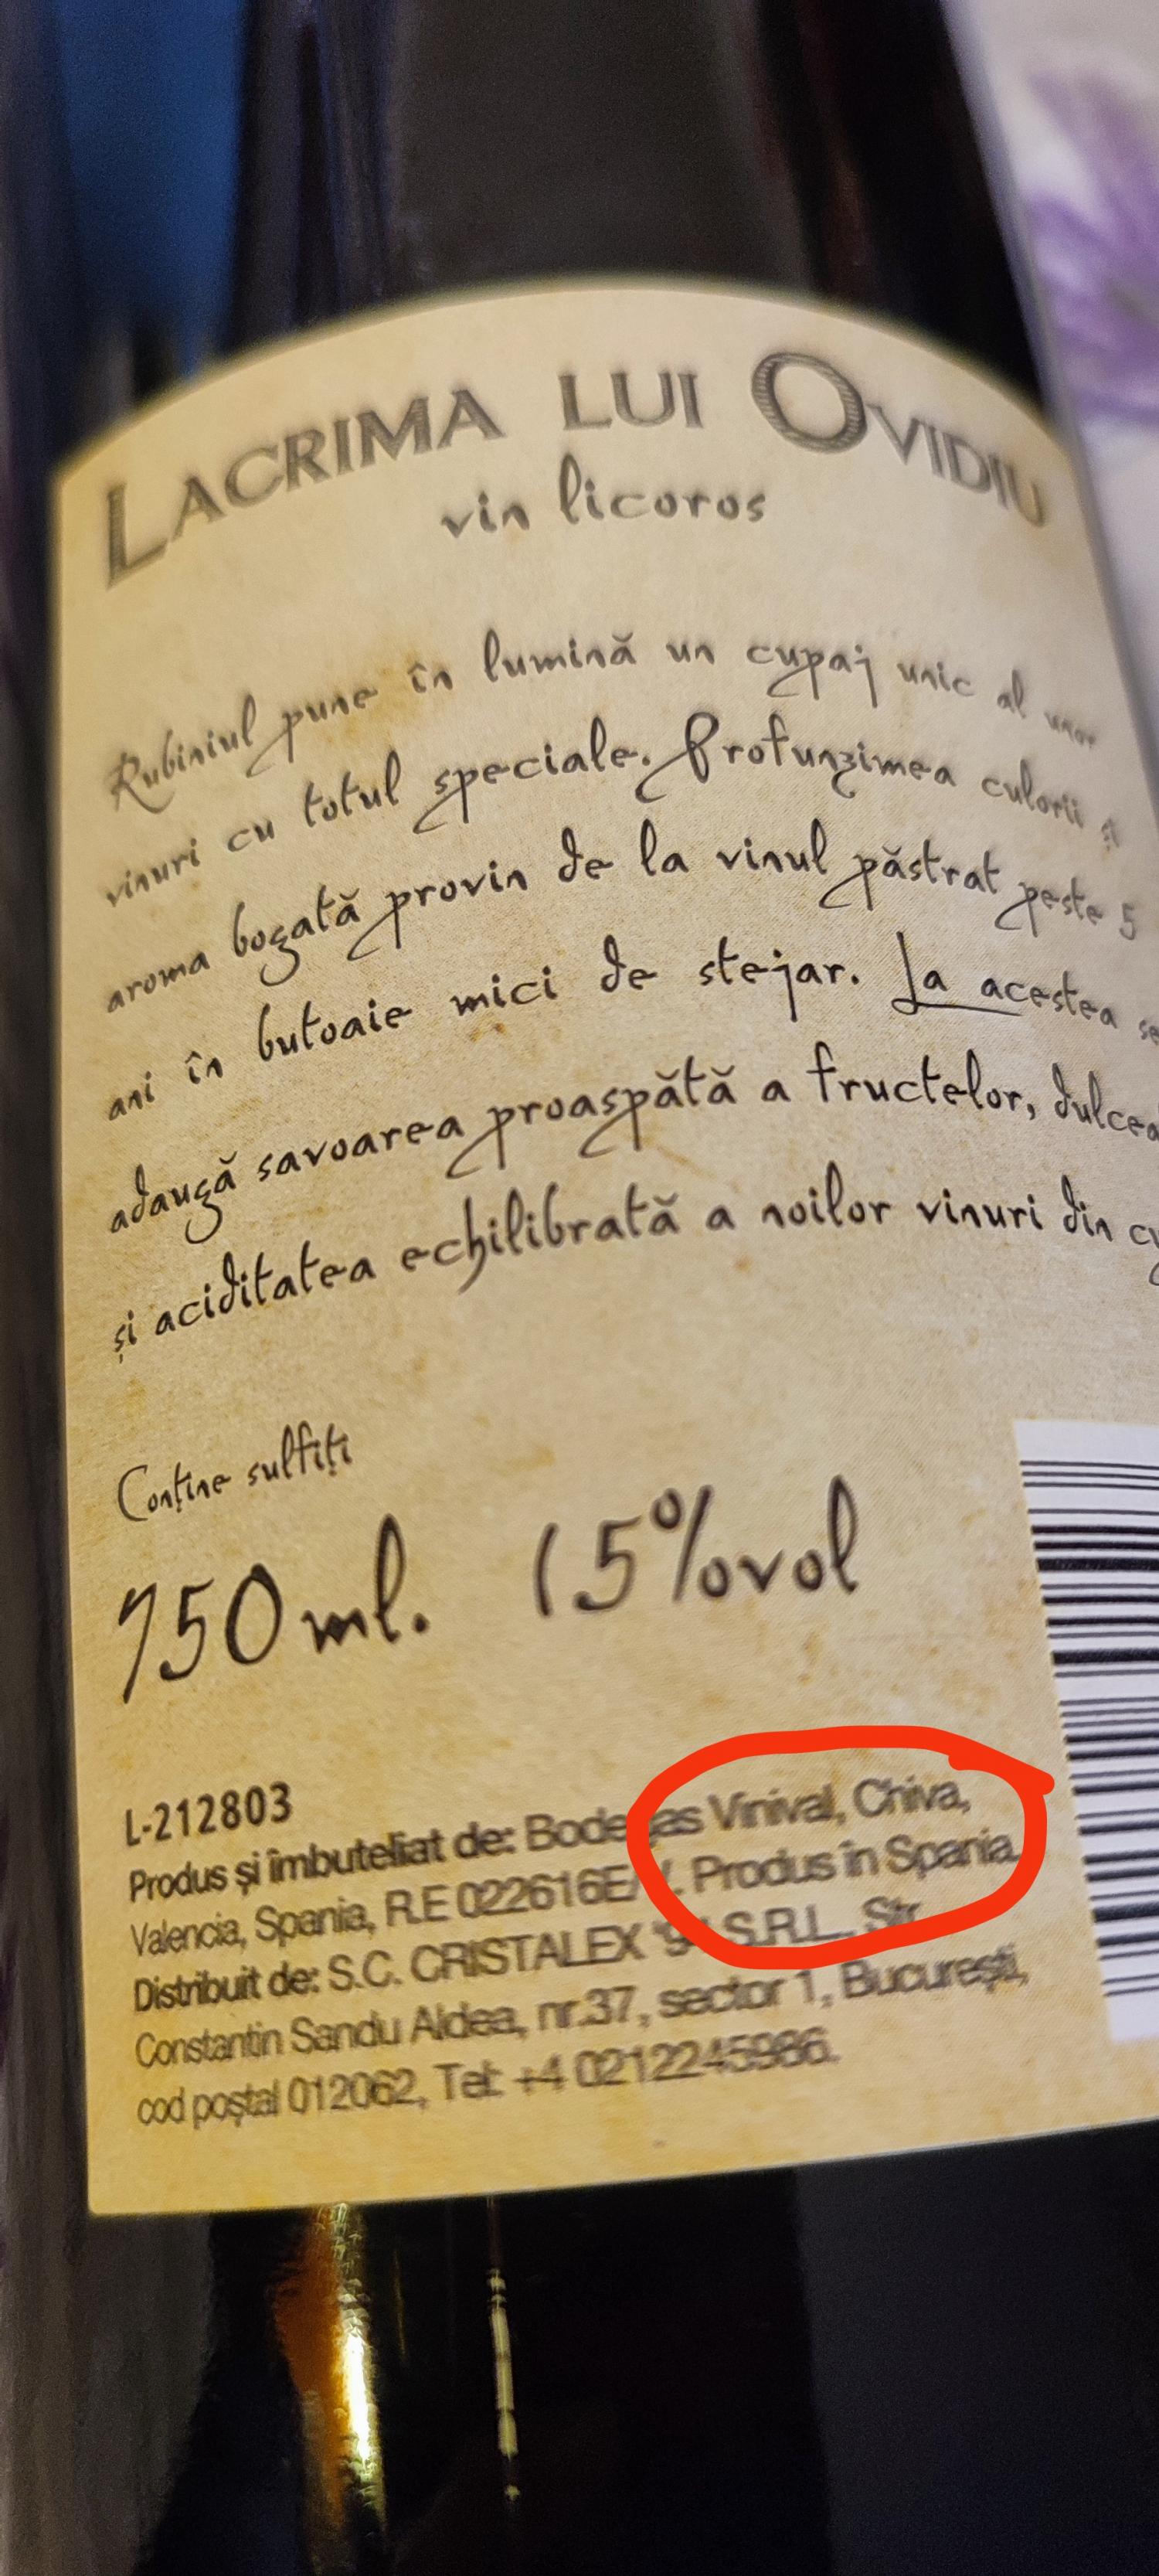 LACRIMA LUI OVIDIU
vin licoros
Rubiniul pune în lumină un cupaj unic al unor
vinuri cu totul speciale. Profunzimea culorii și
aroma bogată provin de la vinul păstrat peste 5
ani în butoaie mici de stejar. La acestea se
adaugă savoarea proaspătă a fructelor,
și aciditatea echilibrată a noilor vinuri din
Conține sulfiți
750 ml. 15%vol
L-212803
Produs și îmbuteliat de: Bodegas Vinival, Chiva,
Valencia, Spania, R.E 022616E/V. Produs în Spania.
Distribuit de: S.C. CRISTALEX '94 S.R.L., Str.
Constantin Sandu Aldea, nr.37, sector 1, București,
cod poștal 012062, Tel: +4 0212245986.